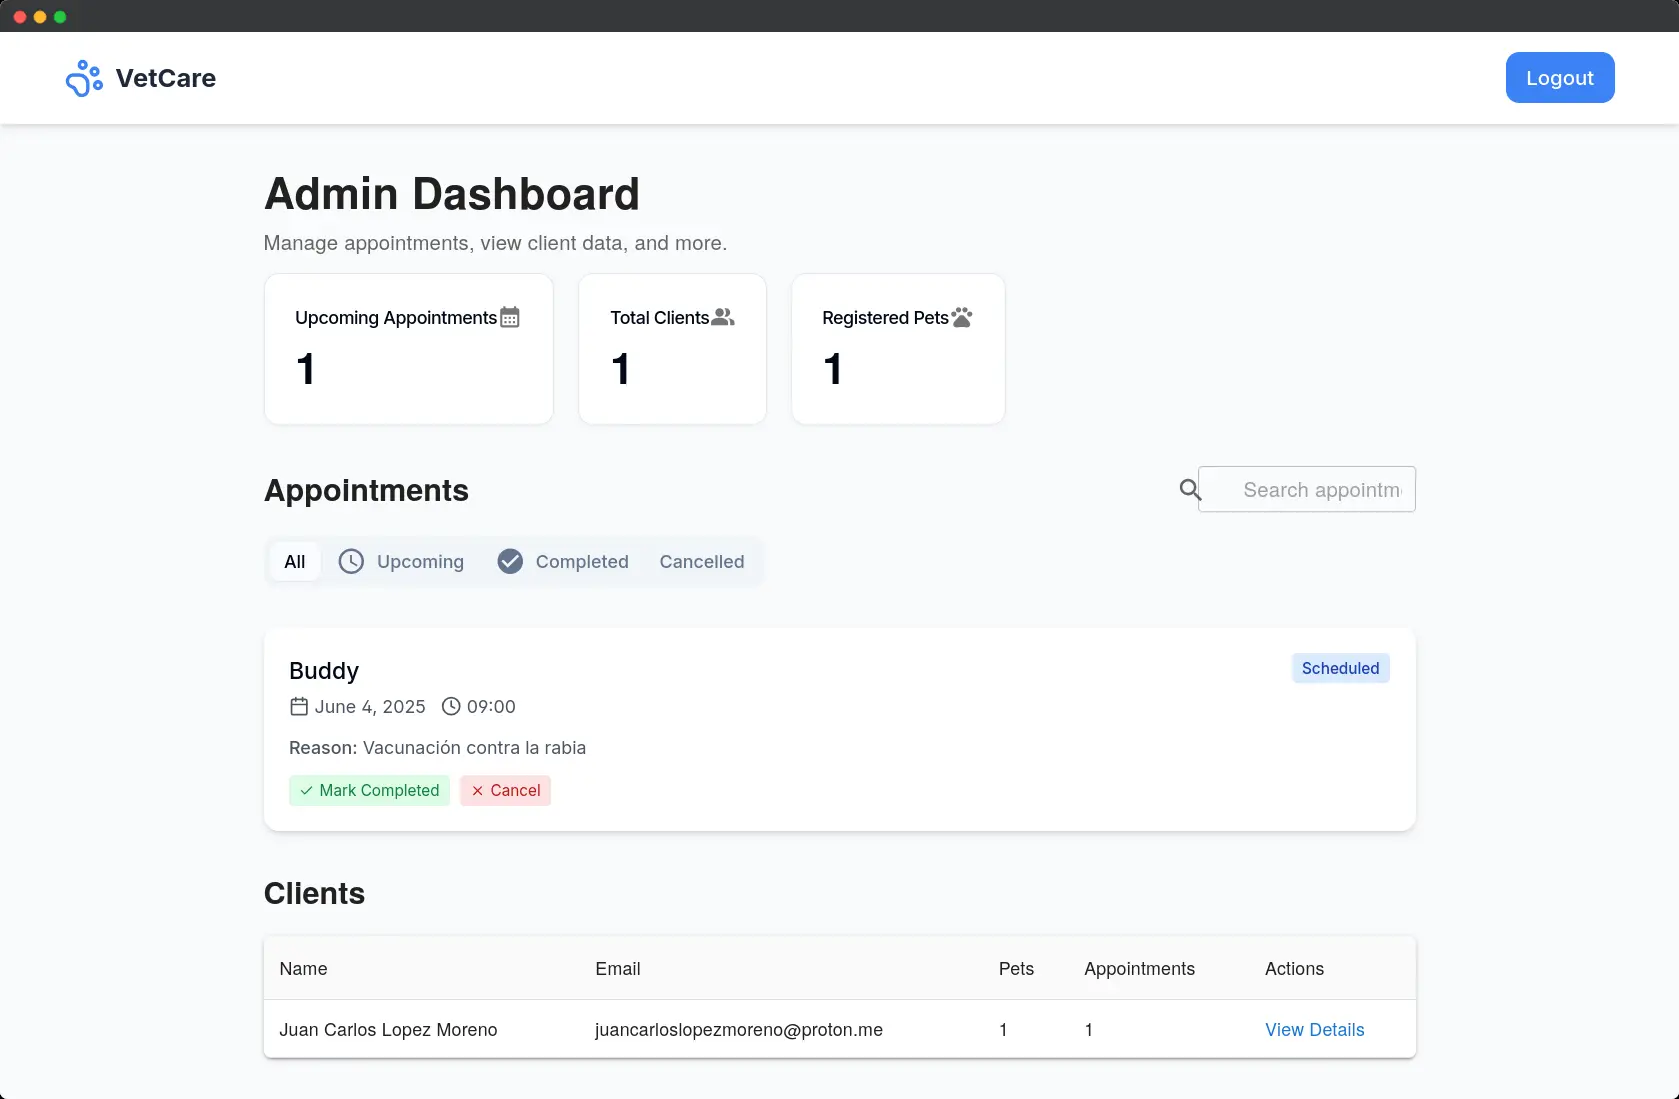 VetCare
Logout
Admin Dashboard
Manage appointments, view client data, and more.
Upcoming Appointments
1
Total Clients
1
Registered Pets
1
Appointments
Search appointm
All Upcoming Completed Cancelled
Buddy
Scheduled
June 4, 2025 09:00
Reason: Vacunación contra la rabia
Mark Completed Cancel
Clients
Name Email Pets Appointments Actions
Juan Carlos Lopez Moreno juancarloslopezmoreno@proton.me 1 1 View Details